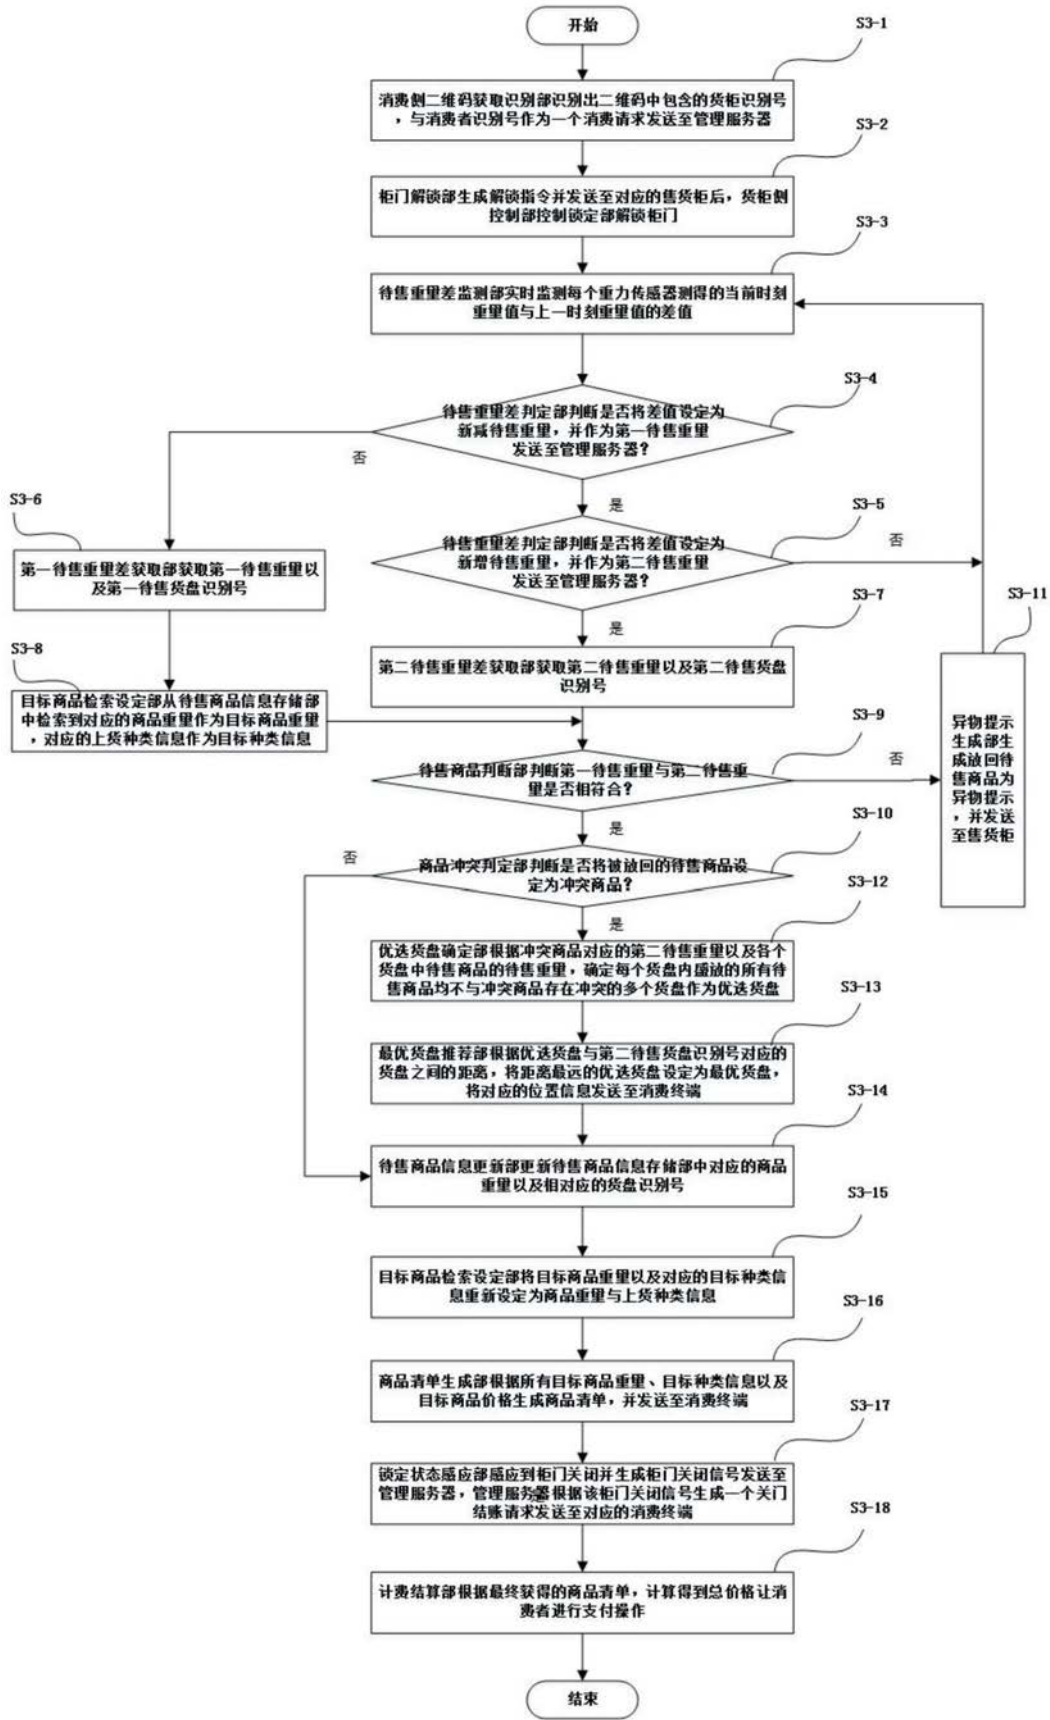 开始
S3-1
消费侧二维码获取识别部识别出二维码中包含的货柜识别号
，与消费者识别号作为一个消费请求发送至管理服务器
S3-2
柜门解锁部生成解锁指令并发送至对应的售货柜后，货柜侧
控制部控制锁定部解锁柜门
S3-3
待售重量差监测部实时监测每个重力传感器测得的当前时刻
重量值与上一时刻重量值的差值
S3-4
待售重量差判定部判断是否将差值设定为
新减待售重量，并作为第一待售重量
发送至管理服务器？
否
是
S3-5
待售重量差判定部判断是否将差值设定为
新增待售重量，并作为第二待售重量
发送至管理服务器？
否
是
S3-6
第一待售重量差获取部获取第一待售重量以
及第一待售货盘识别号
S3-7
第二待售重量差获取部获取第二待售重量以及第二待售货盘
识别号
S3-8
目标商品检索设定部从待售商品信息存储部
中检索到对应的商品重量作为目标商品重量
，对应的上货种类信息作为目标种类信息
S3-9
待售商品判断部判断第一待售重量与第二待售重
量是否相符合？
否
是
S3-11
异物提示
生成部生
成放回待
售商品为
异物提示
，并发送
至售货柜
S3-10
商品冲突判定部判断是否将被放回的待售商品设
定为冲突商品？
否
是
S3-12
优选货盘确定部根据冲突商品对应的第二待售重量以及各个
货盘中待售商品的待售重量，确定每个货盘内盛放的所有待
售商品均不与冲突商品存在冲突的多个货盘作为优选货盘
S3-13
最优货盘推荐部根据优选货盘与第二待售货盘识别号对应的
货盘之间的距离，将距离最远的优选货盘设定为最优货盘，
将对应的位置信息发送至消费终端
S3-14
待售商品信息更新部更新待售商品信息存储部中对应的商品
重量以及相对应的货盘识别号
S3-15
目标商品检索设定部将目标商品重量以及对应的目标种类信
息重新设定为商品重量与上货种类信息
S3-16
商品清单生成部根据所有目标商品重量、目标种类信息以及
目标商品价格生成商品清单，并发送至消费终端
S3-17
锁定状态感应部感应到柜门关闭并生成柜门关闭信号发送至
管理服务器，管理服务器根据该柜门关闭信号生成一个关门
结账请求发送至对应的消费终端
是
S3-18
计费结算部根据最终获得的商品清单，计算得到总价格让消
费者进行支付操作
结束